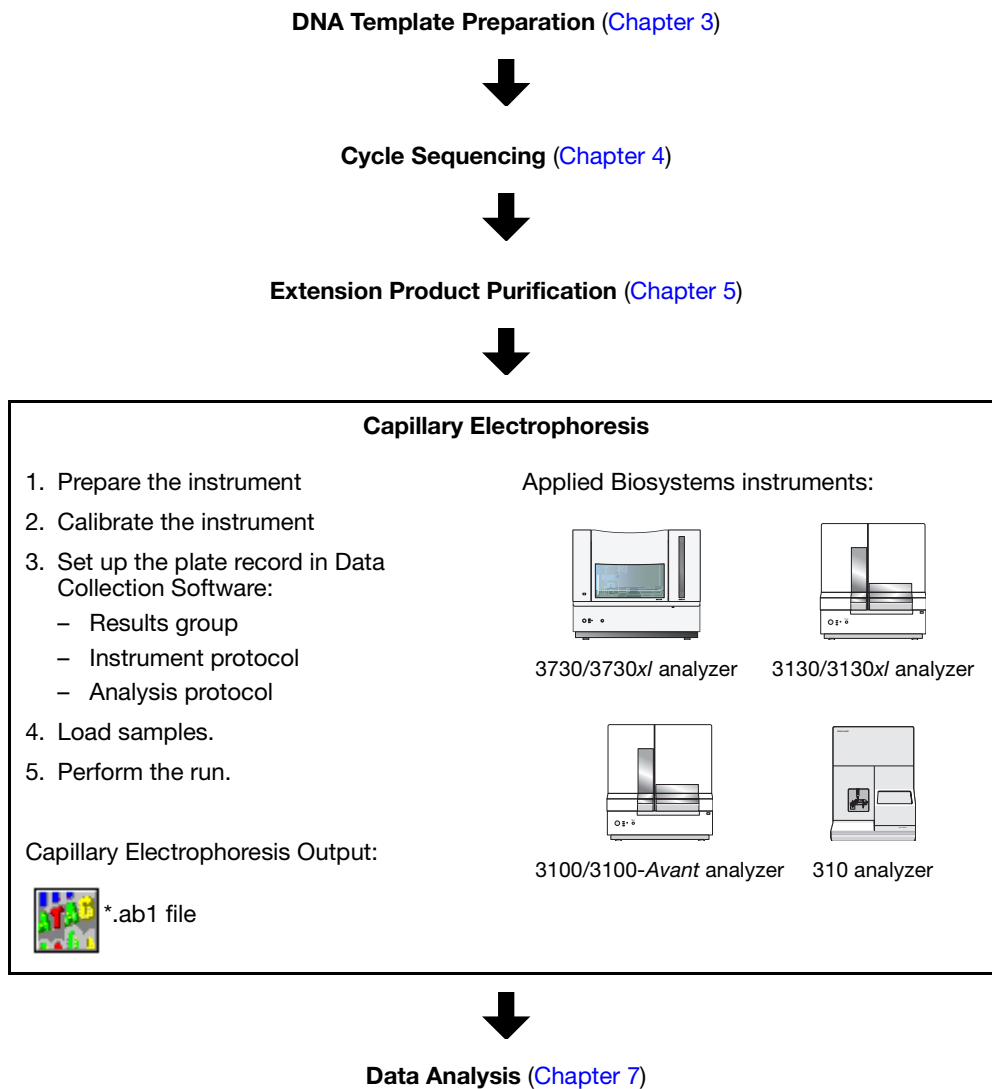 DNA Template Preparation (Chapter 3)
Cycle Sequencing (Chapter 4)
Extension Product Purification (Chapter 5)
Capillary Electrophoresis
1. Prepare the instrument
2. Calibrate the instrument
3. Set up the plate record in Data
Collection Software:
– Results group
– Instrument protocol
– Analysis protocol
4. Load samples.
5. Perform the run.
Capillary Electrophoresis Output:
*.ab1 file
Applied Biosystems instruments:
3730/3730xl analyzer
3130/3130xl analyzer
3100/3100-Avant analyzer
310 analyzer
Data Analysis (Chapter 7)